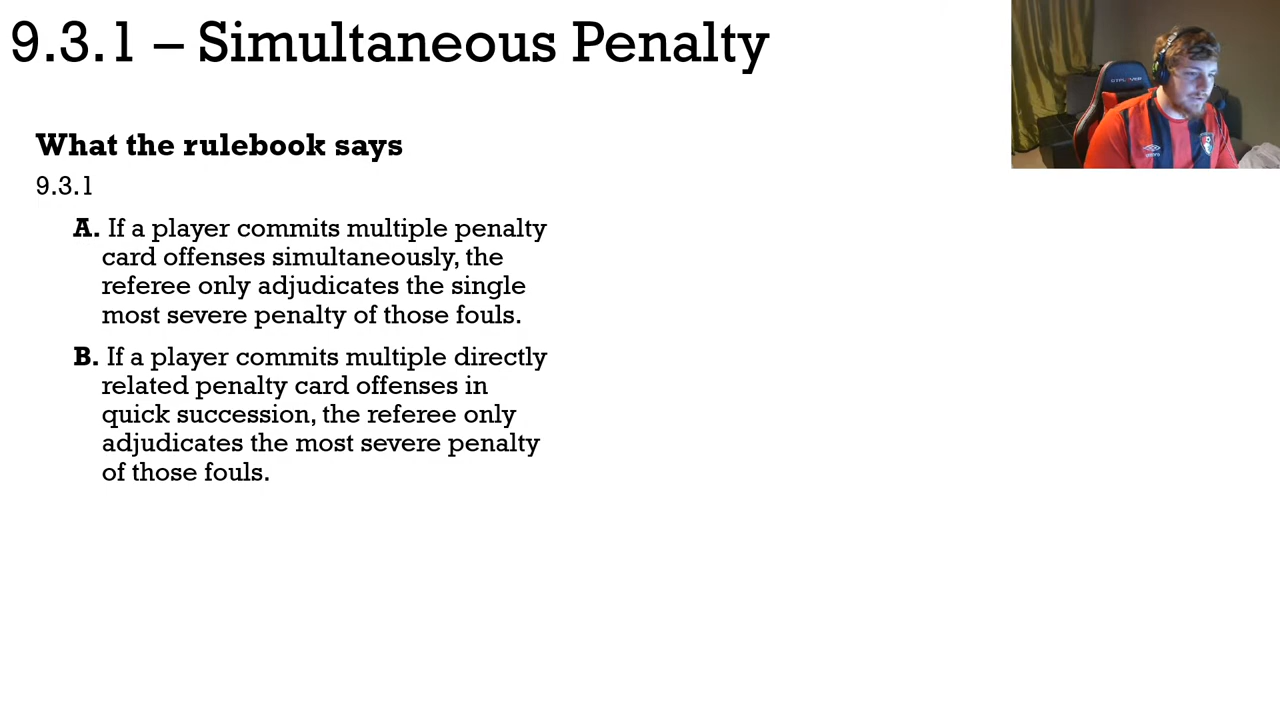 9.3.1 – Simultaneous Penalty
What the rulebook says
9.3.1
A. If a player commits multiple penalty
card offenses simultaneously, the
referee only adjudicates the single
most severe penalty of those fouls.
B. If a player commits multiple directly
related penalty card offenses in
quick succession, the referee only
adjudicates the most severe penalty
of those fouls.